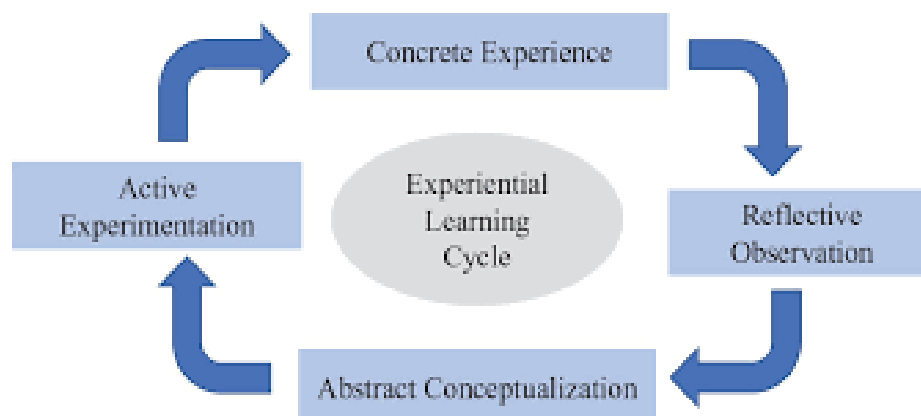 Concrete Experience
Active
Experimentation
Experiential
Learning
Cycle
Reflective
Observation
Abstract Conceptualization